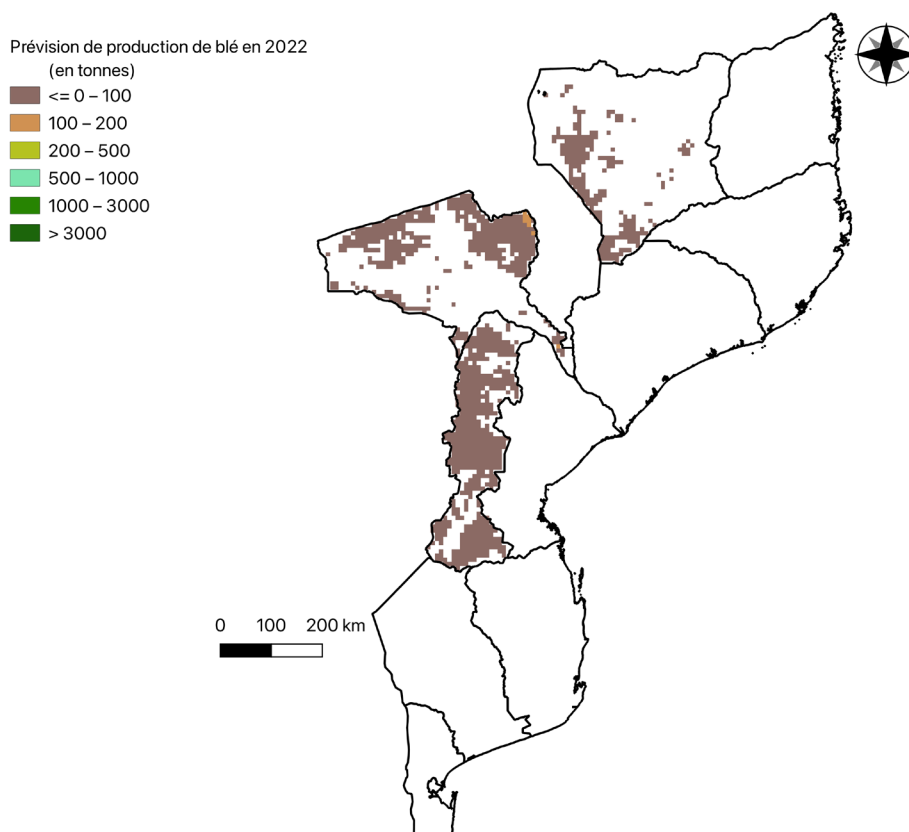 Prévision de production de blé en 2022
(en tonnes)
<= 0 – 100
100 – 200
200 – 500
500 – 1000
1000 – 3000
> 3000
0 100 200 km